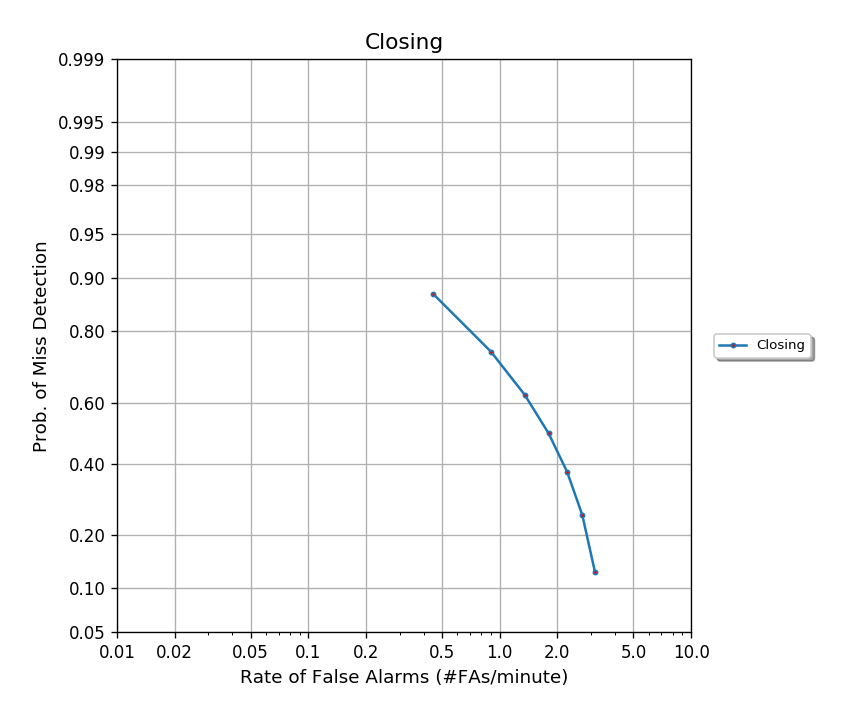 Closing
0.999
0.995
0.99
0.98
0.95
0.90
0.80
0.60
0.40
0.20
0.10
0.05
Prob. of Miss Detection
Closing
0.01 0.02 0.05 0.1 0.2 0.5 1.0 2.0 5.0 10.0
Rate of False Alarms (#FAs/minute)